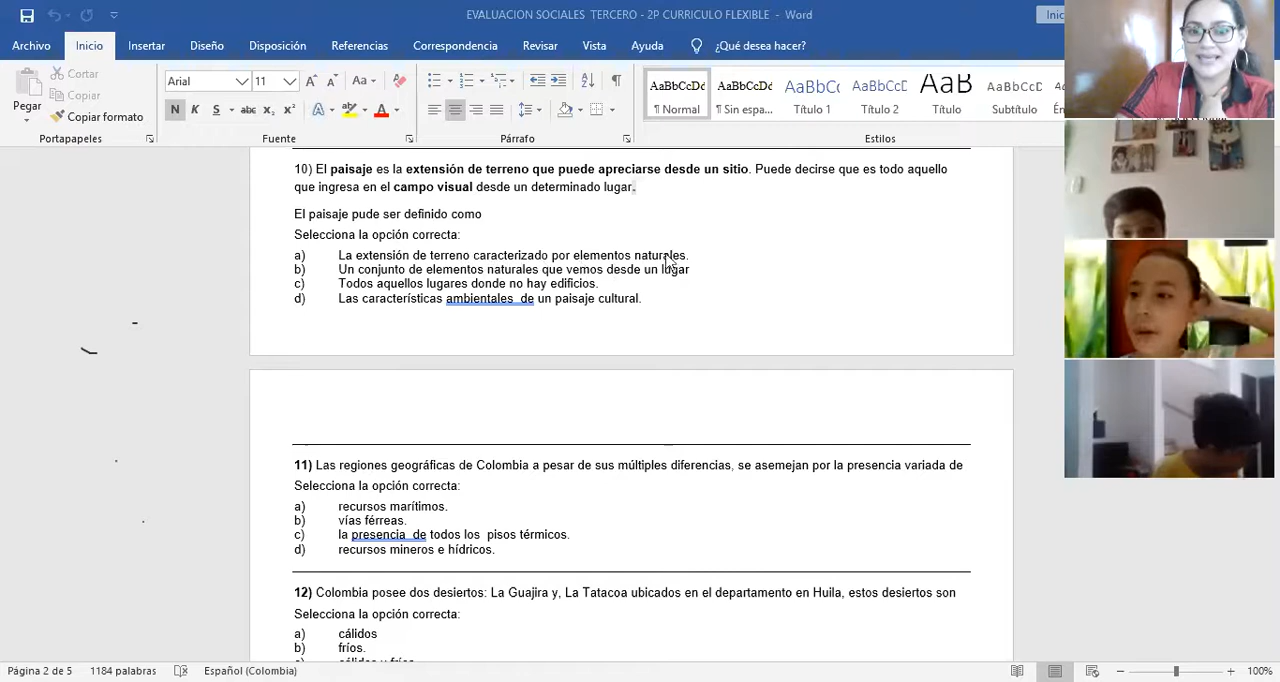 EVALUACION SOCIALES TERCERO - 2P CURRICULO FLEXIBLE - Word
Inic
Archivo Inicio Insertar Diseño Disposición Referencias Correspondencia Revisar Vista Ayuda ¿Qué desea hacer?
Pegar
Cortar
Copiar
Copiar formato
Portapapeles
Arial 11
Aa
N K S abc x₂ x²
Fuente
Párrafo
AaBbCcDc AaBbCcDc AaBbCc AaBbCcD AaB AaBbCcD
¶ Normal ¶ Sin espa... Título 1 Título 2 Título Subtítulo
Estilos
10) El paisaje es la extensión de terreno que puede apreciarse desde un sitio. Puede decirse que es todo aquello
que ingresa en el campo visual desde un determinado lugar.
El paisaje pude ser definido como
Selecciona la opción correcta:
a) La extensión de terreno caracterizado por elementos naturales.
b) Un conjunto de elementos naturales que vemos desde un lugar
c) Todos aquellos lugares donde no hay edificios.
d) Las características ambientales de un paisaje cultural.
11) Las regiones geográficas de Colombia a pesar de sus múltiples diferencias, se asemejan por la presencia variada de
Selecciona la opción correcta:
a) recursos marítimos.
b) vías férreas.
c) la presencia de todos los pisos térmicos.
d) recursos mineros e hídricos.
12) Colombia posee dos desiertos: La Guajira y, La Tatacoa ubicados en el departamento en Huila, estos desiertos son
Selecciona la opción correcta:
a) cálidos
b) fríos.
Página 2 de 5 1184 palabras Español (Colombia) 100%